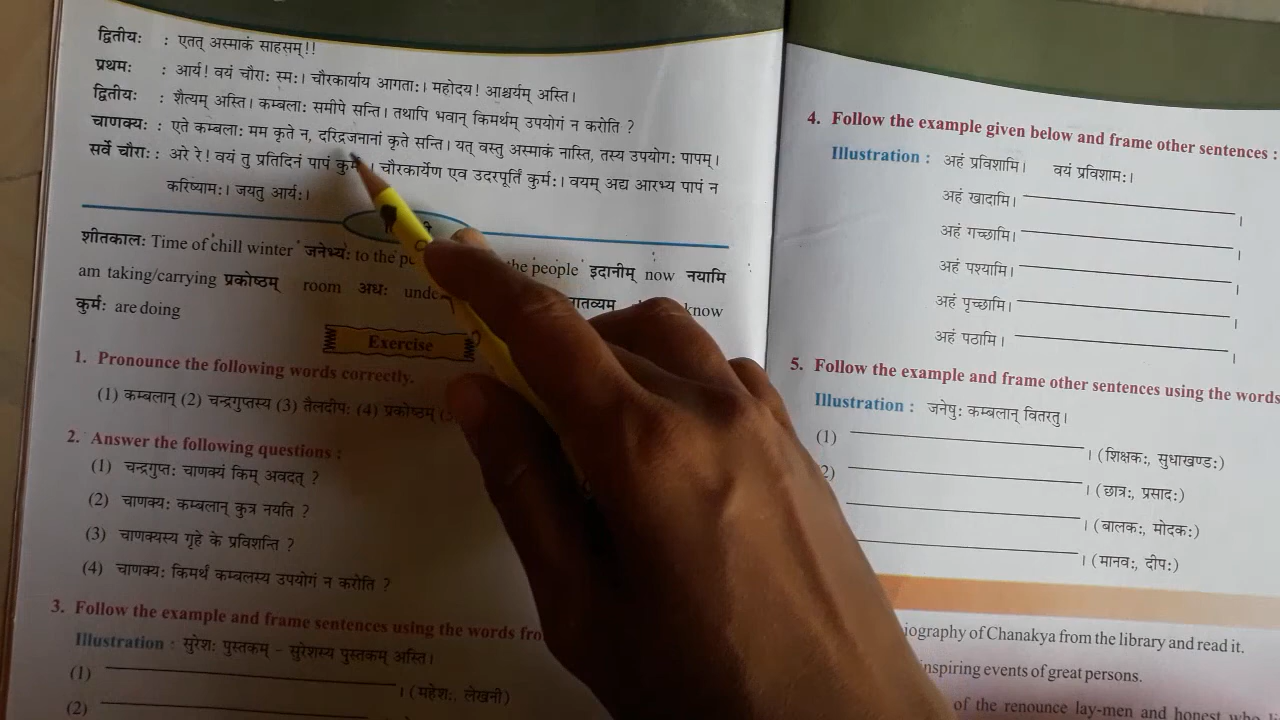 द्वितीयः : एतत् अस्माकं साहसम्!!
प्रथमः : आर्य! वयं चौराः स्मः। चौरकार्याय आगताः। महोदय! आश्चर्यम् अस्ति।
द्वितीयः : शैत्यम् अस्ति। कम्बलाः समीपे सन्ति। तथापि भवान् किमर्थम् उपयोगं न करोति ?
चाणक्यः : एते कम्बलाः मम कृते न, दरिद्रजनानां कृते सन्ति। यत् वस्तु अस्माकं नास्ति, तस्य उपयोगः पापम्।
सर्वे चौराः : अरे रे! वयं तु प्रतिदिनं पापं चौरकार्येण एव उदरपूर्तिं कुर्मः। वयम् अद्य आरभ्य पापं न
करिष्यामः। जयतु आर्यः।
शीतकालः Time of chill winter जनेभ्यः to the the people इदानीम् now नयामि
am taking/carrying प्रकोष्ठम् room अधः know
कुर्मः are doing
Exercise
1. Pronounce the following words correctly.
(1) कम्बलान् (2) चन्द्रगुप्तस्य (3) तैलदीपः (4) प्रकोष्ठम्
2. Answer the following questions :
(1) चन्द्रगुप्तः चाणक्यं किम् अवदत् ?
(2) चाणक्यः कम्बलान् कुत्र नयति ?
(3) चाणक्यस्य गृहे के प्रविशन्ति ?
(4) चाणक्यः किमर्थं कम्बलस्य उपयोगं न करोति ?
3. Follow the example and frame sentences using the words
Illustration : सुरेशः पुस्तकम् – सुरेशस्य पुस्तकम् अस्ति।
(1) । (महेशः, लेखनी)
(2)
4. Follow the example given below and frame other sentences :
Illustration : अहं प्रविशामि। वयं प्रविशामः।
अहं खादामि। ।
अहं गच्छामि। ।
अहं पश्यामि। ।
अहं पृच्छामि। ।
अहं पठामि। ।
5. Follow the example and frame other sentences using the words
Illustration : जनेषुः कम्बलान् वितरतु।
(1) । (शिक्षकः, सुधाखण्डः)
2) । (छात्रः, प्रसादः)
। (बालकः, मोदकः)
। (मानवः, दीपः)
of Chanakya from the library and read it.
inspiring events of great persons.
of the renounce lay-men and honest